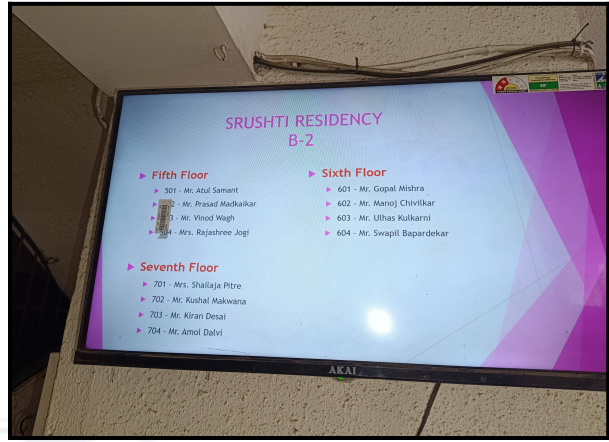 SRUSHTI RESIDENCY
B-2
Fifth Floor
501 - Mr. Atul Samant
2 - Mr. Prasad Madkaikar
3 - Mr. Vinod Wagh
504 - Mrs. Rajashree Jogi
Sixth Floor
601 - Mr. Gopal Mishra
602 - Mr. Manoj Chivilkar
603 - Mr. Ulhas Kulkarni
604 - Mr. Swapil Bapardekar
Seventh Floor
701 - Mrs. Shailaja Pitre
702 - Mr. Kushal Makwana
703 - Mr. Kiran Desai
704 - Mr. Amol Dalvi
AKAI